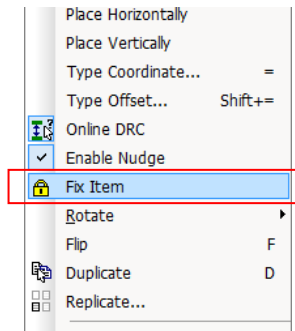 Place Horizontally
Place Vertically
Type Coordinate... =
Type Offset... Shift+=
Online DRC
Enable Nudge
Fix Item
Rotate
Flip F
Duplicate D
Replicate...